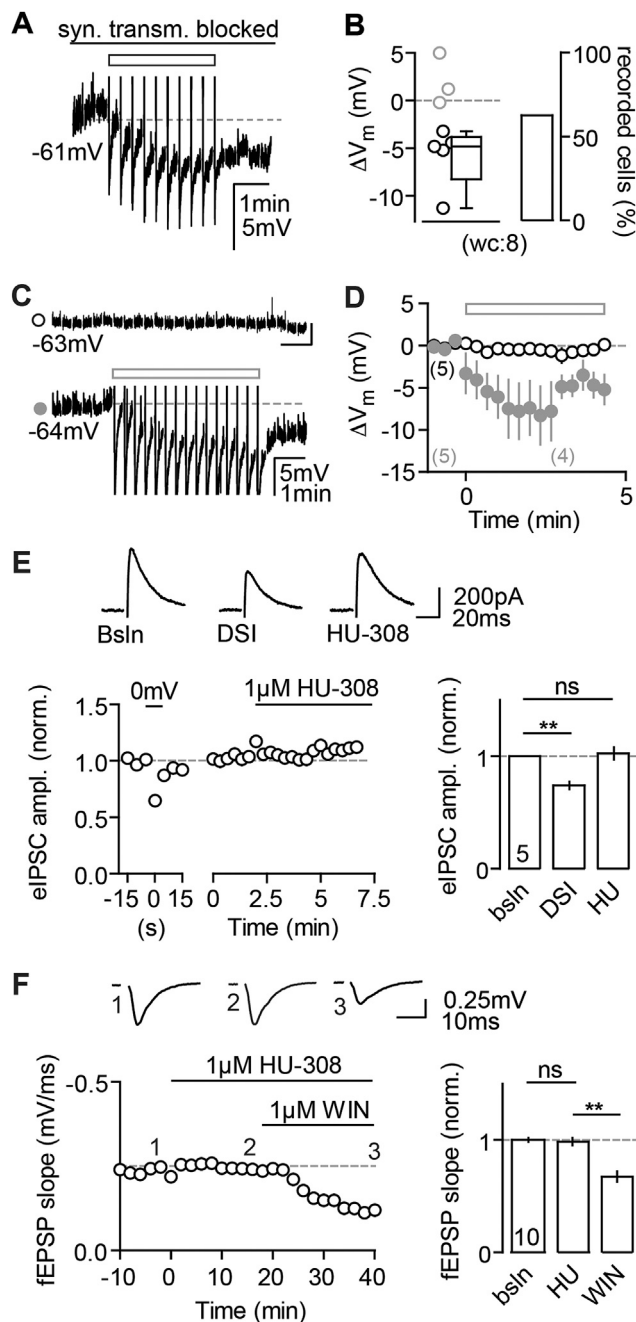 A
syn. transm. blocked
-61mV
1min
5mV
B
5
0
-5
-10
ΔVm (mV)
100
50
0
recorded cells (%)
(wc:8)
C
-63mV
-64mV
5mV
1min
D
5
0
-5
-10
-15
ΔVm (mV)
(5)
(5)
(4)
0
5
Time (min)
E
Bsln
DSI
HU-308
200pA
20ms
0mV
1µM HU-308
1.5
1.0
0.5
0.0
eIPSC ampl. (norm.)
-15
0
15
(s)
0
2.5
5
7.5
Time (min)
ns
**
1
0
eIPSC ampl. (norm.)
5
bsln
DSI
HU
F
1
2
3
0.25mV
10ms
1µM HU-308
1µM WIN
-0.5
0.0
fEPSP slope (mV/ms)
1
2
3
-10
0
10
20
30
40
Time (min)
ns
**
1
0
fEPSP slope (norm.)
10
bsln
HU
WIN